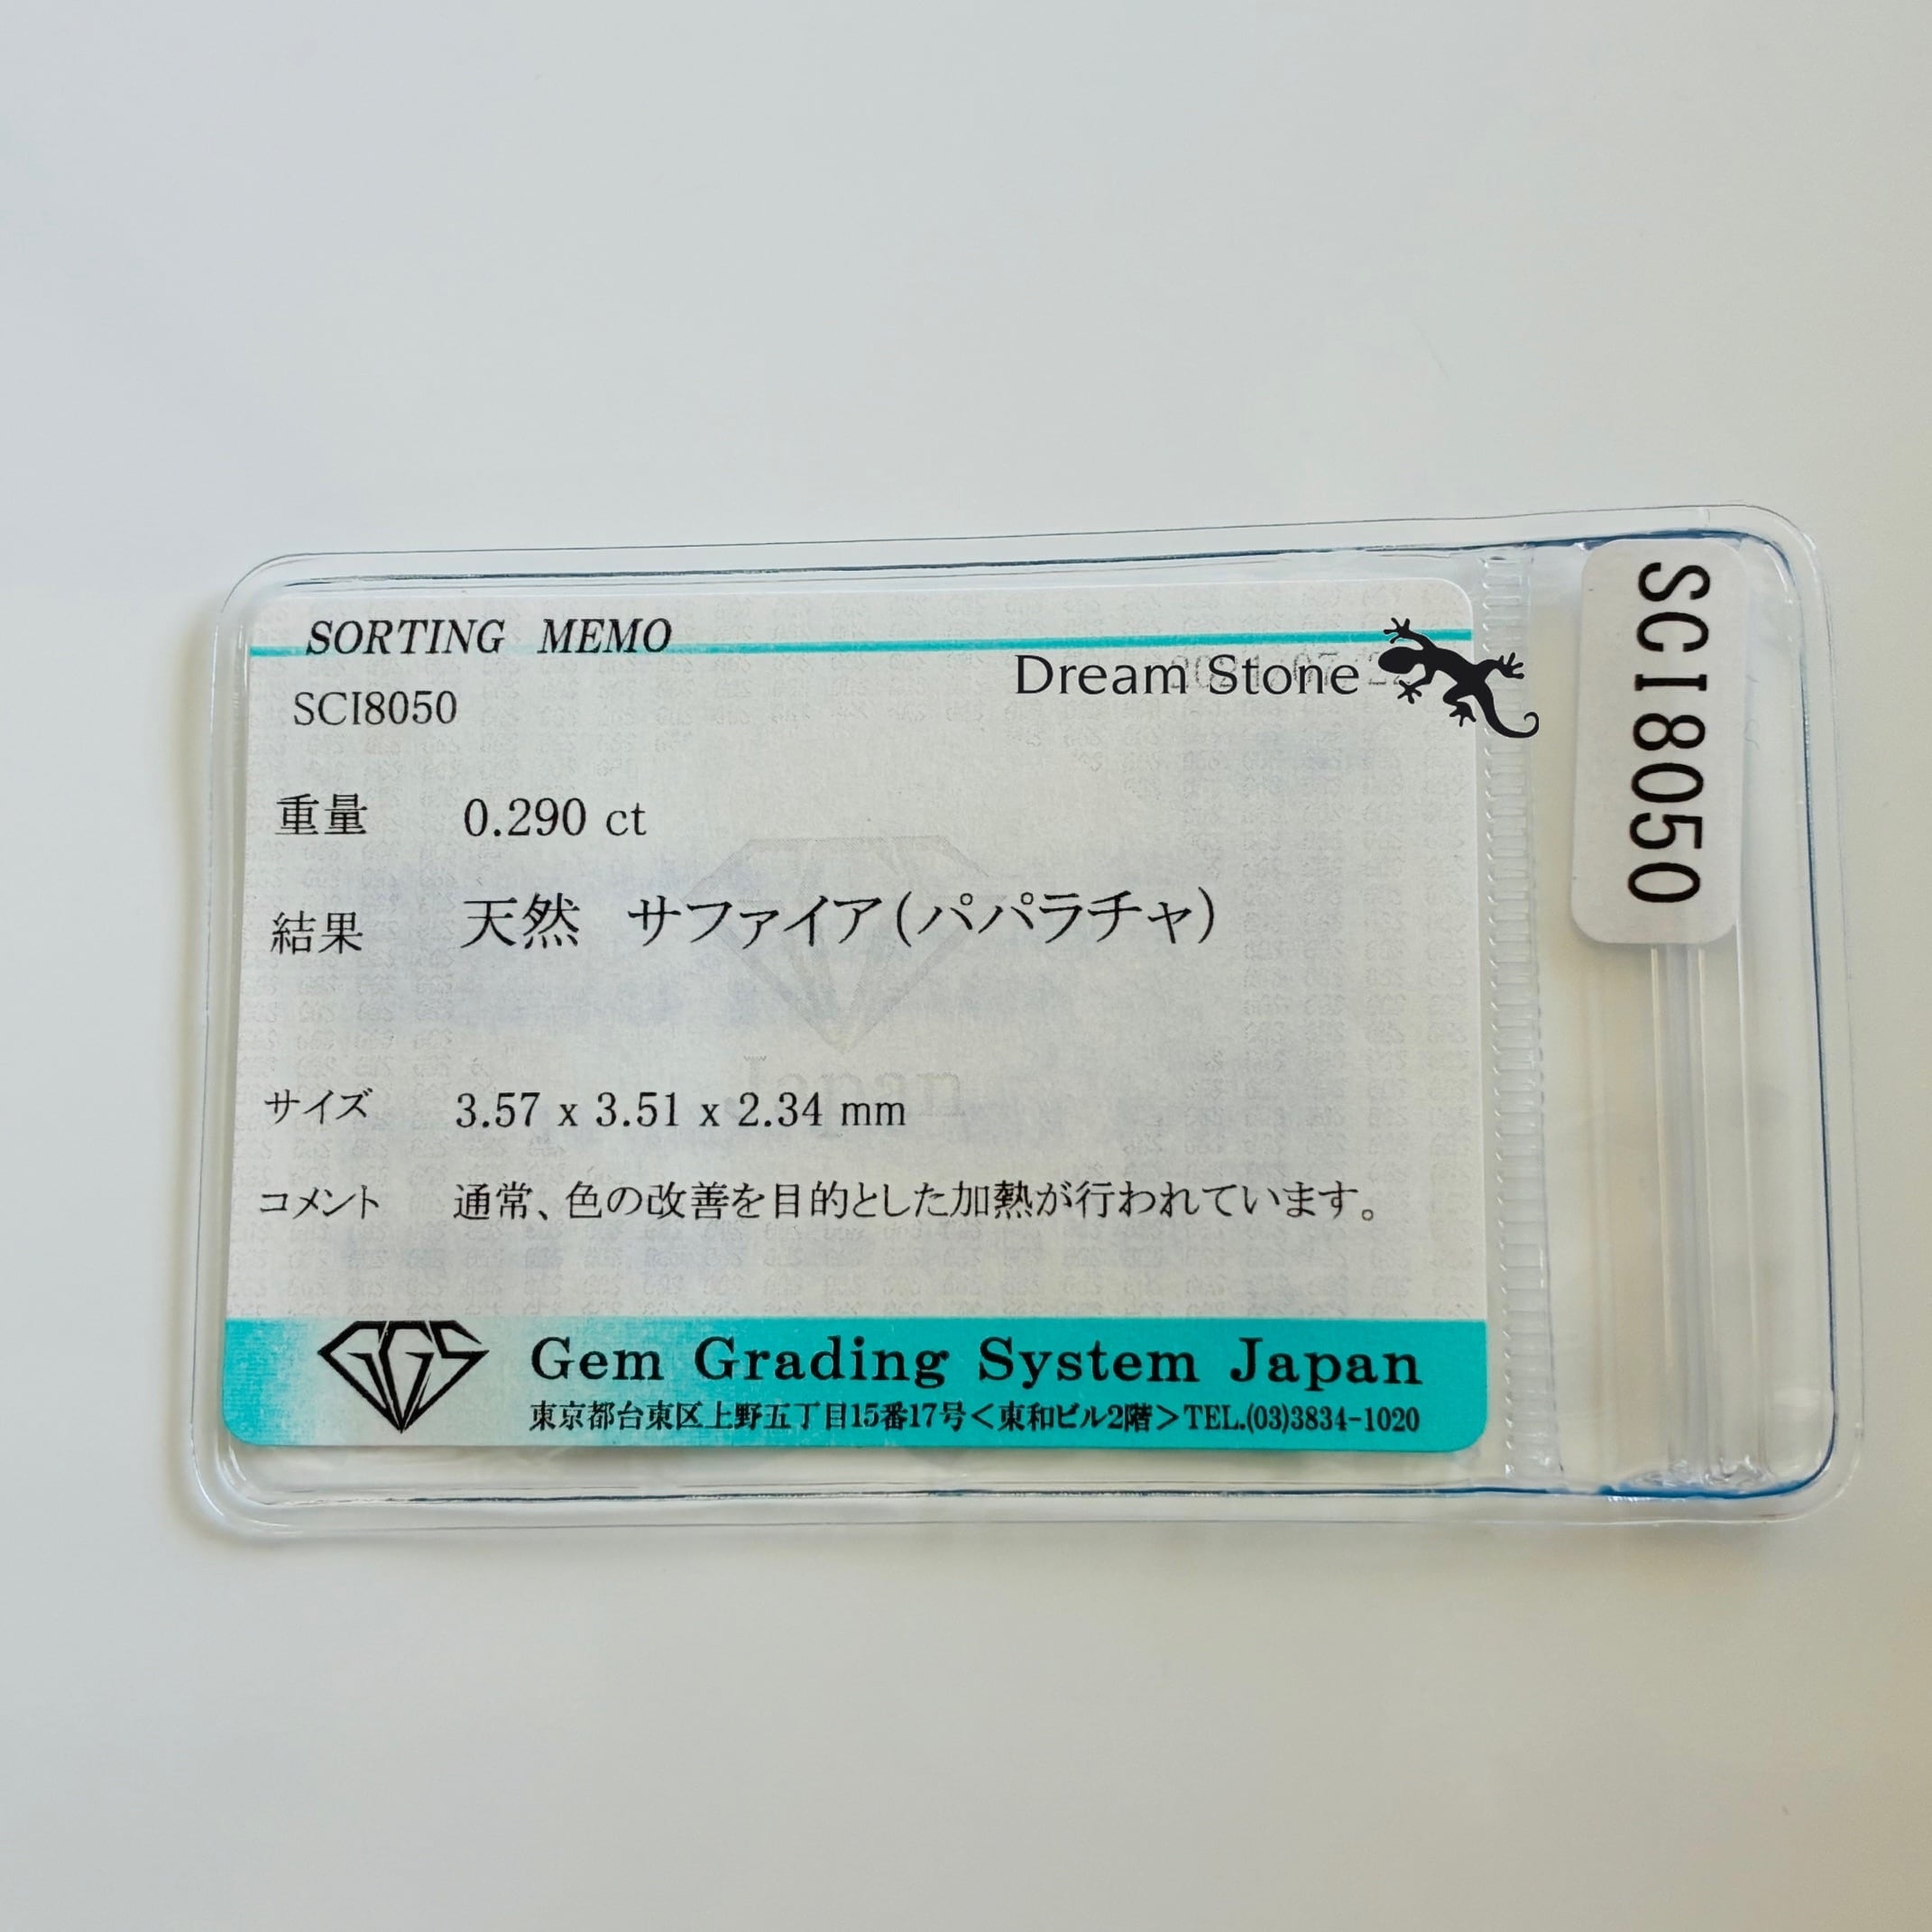 SORTING MEMO
Dream Stone
SCI8050
重量 0.290 ct
結果 天然 サファイア(パパラチャ)
サイズ 3.57 x 3.51 x 2.34 mm
コメント 通常、色の改善を目的とした加熱が行われています。
GGS
Gem Grading System Japan
東京都台東区上野五丁目15番17号<東和ビル2階>TEL.(03)3834-1020
SCI8050
Japan